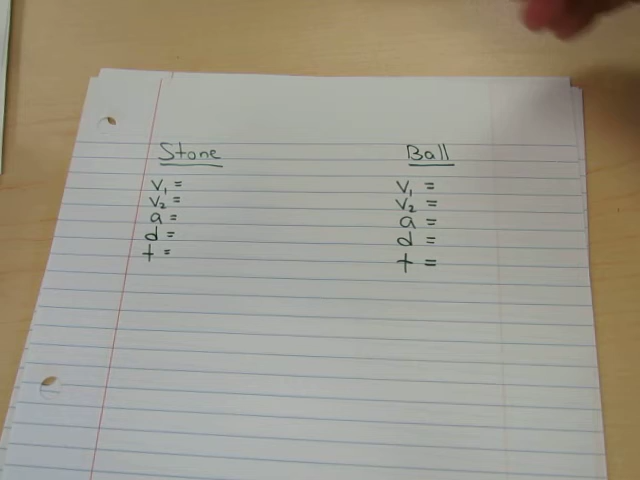 Stone Ball
v₁ = v₁ =
v₂ = v₂ =
a = a =
d = d =
t = t =